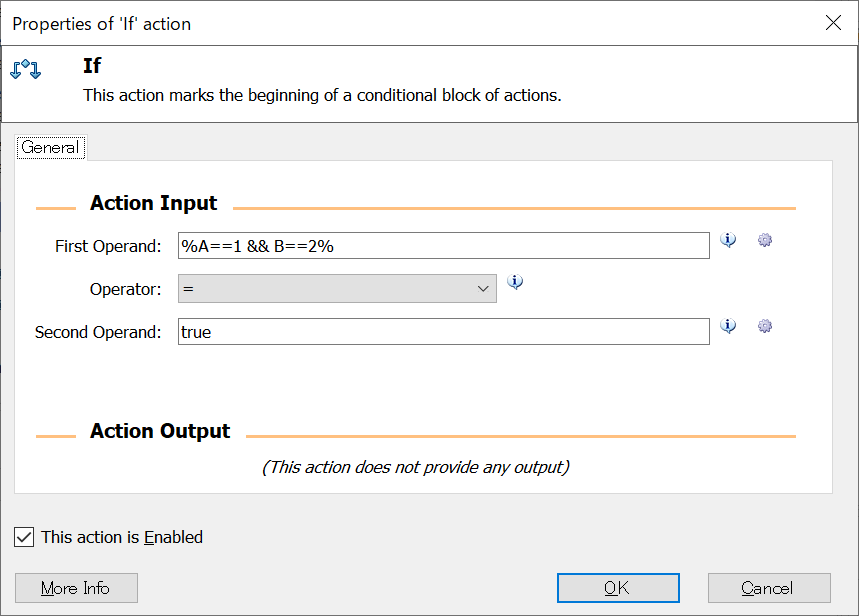 Properties of 'If' action
If
This action marks the beginning of a conditional block of actions.
General
Action Input
First Operand: %A==1 && B==2%
Operator: =
Second Operand: true
Action Output
(This action does not provide any output)
This action is Enabled
More Info OK Cancel